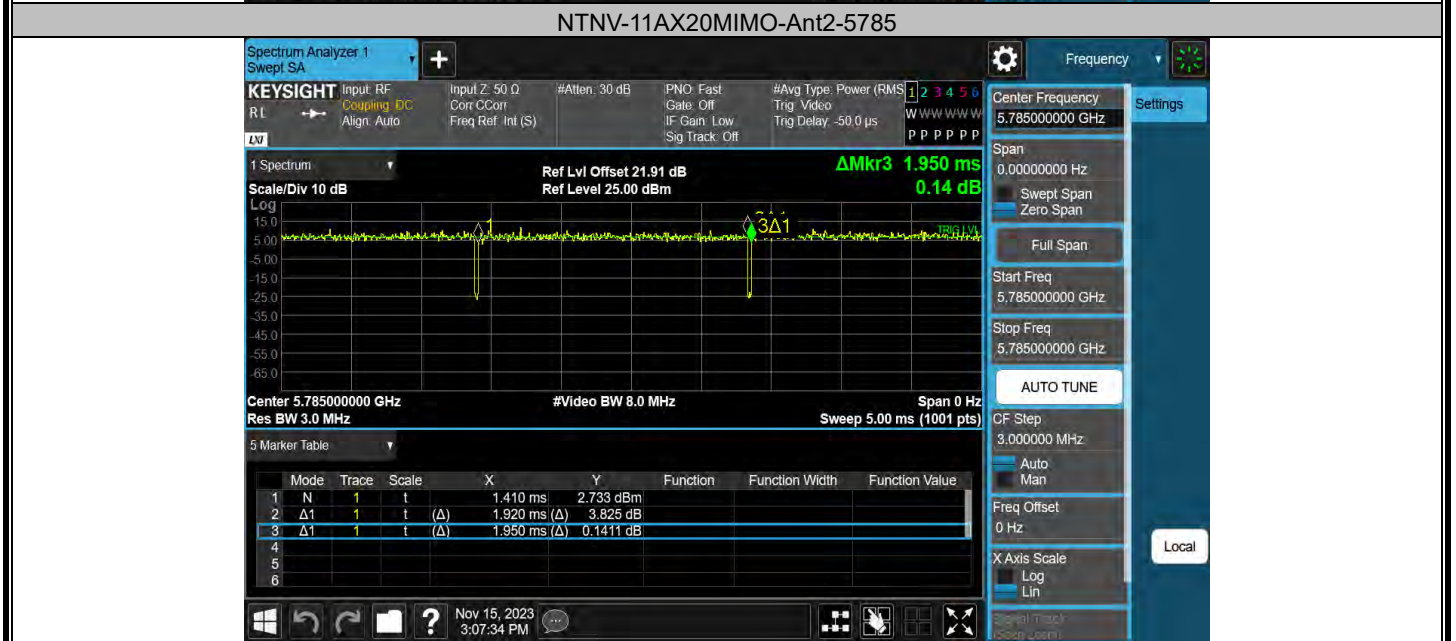 NTNV-11AX20MIMO-Ant2-5785
Spectrum Analyzer 1
Swept SA
+
Frequency
KEYSIGHT
RL
LXI
Input: RF
Coupling: DC
Align: Auto
Input Z: 50 Ω
Corr CCorr
Freq Ref: Int (S)
#Atten: 30 dB
PNO: Fast
Gate: Off
IF Gain: Low
Sig Track: Off
#Avg Type: Power (RMS
Trig: Video
Trig Delay: -50.0 µs
1 2 3 4 5 6
W W W W W W
P P P P P P
Center Frequency
5.785000000 GHz
Settings
1 Spectrum
Scale/Div 10 dB
Log
Ref Lvl Offset 21.91 dB
Ref Level 25.00 dBm
ΔMkr3 1.950 ms
0.14 dB
15.0
5.00
-5.00
-15.0
-25.0
-35.0
-45.0
-55.0
-65.0
1
3Δ1
TRIG LVL
Center 5.785000000 GHz
Res BW 3.0 MHz
#Video BW 8.0 MHz
Span 0 Hz
Sweep 5.00 ms (1001 pts)
Span
0.00000000 Hz
Swept Span
Zero Span
Full Span
Start Freq
5.785000000 GHz
Stop Freq
5.785000000 GHz
AUTO TUNE
CF Step
3.000000 MHz
Auto
Man
Freq Offset
0 Hz
X Axis Scale
Log
Lin
Local
5 Marker Table
Mode Trace Scale X Y Function Function Width Function Value
1 N 1 t 1.410 ms 2.733 dBm
2 Δ1 1 t (Δ) 1.920 ms (Δ) 3.825 dB
3 Δ1 1 t (Δ) 1.950 ms (Δ) 0.1411 dB
4
5
6
?
Nov 15, 2023
3:07:34 PM